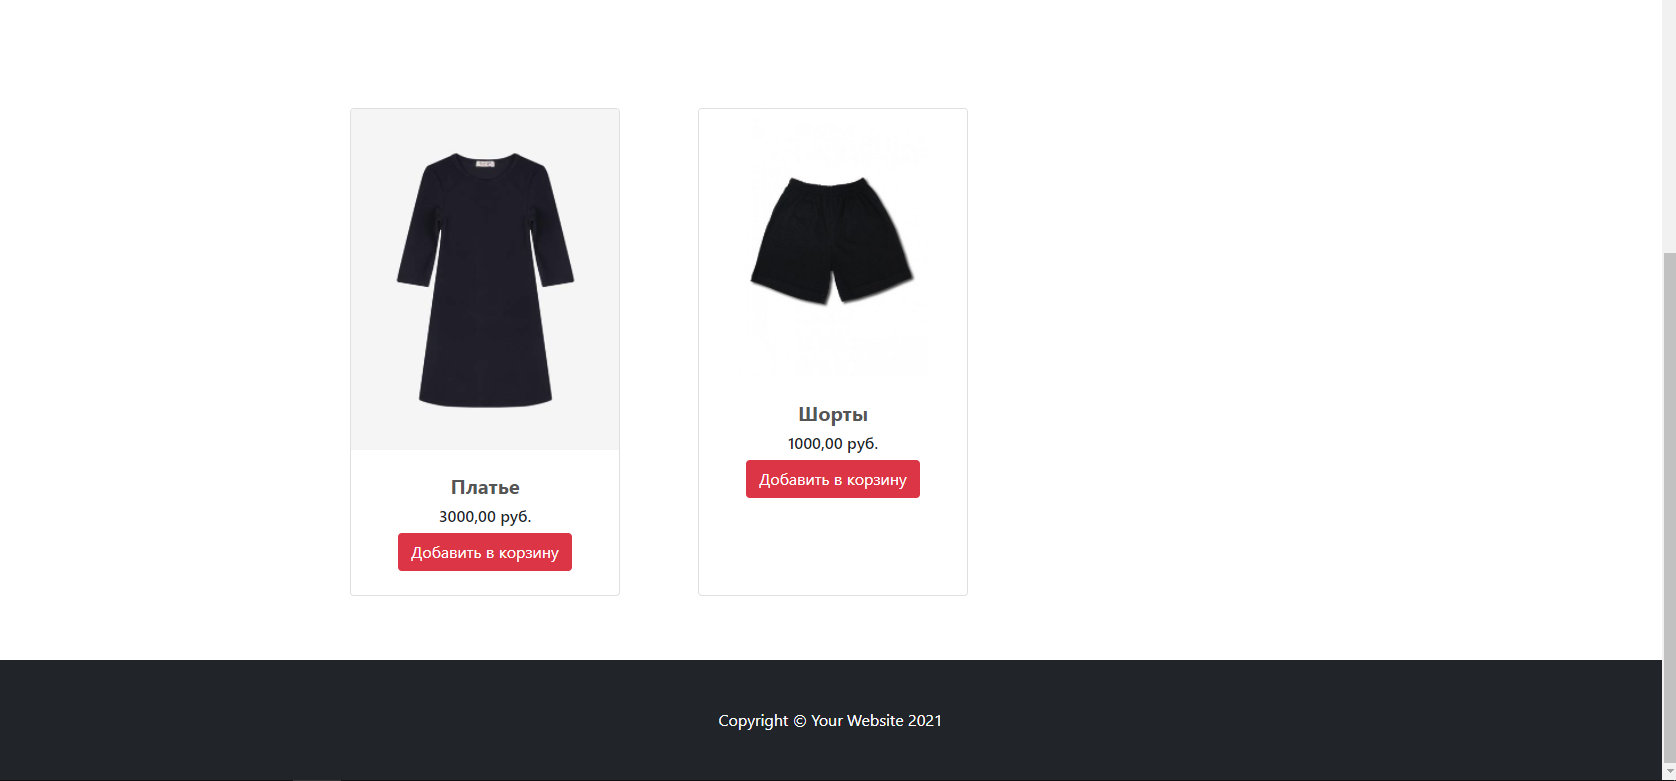 Платье
3000,00 руб.
Добавить в корзину
Шорты
1000,00 руб.
Добавить в корзину
Copyright © Your Website 2021